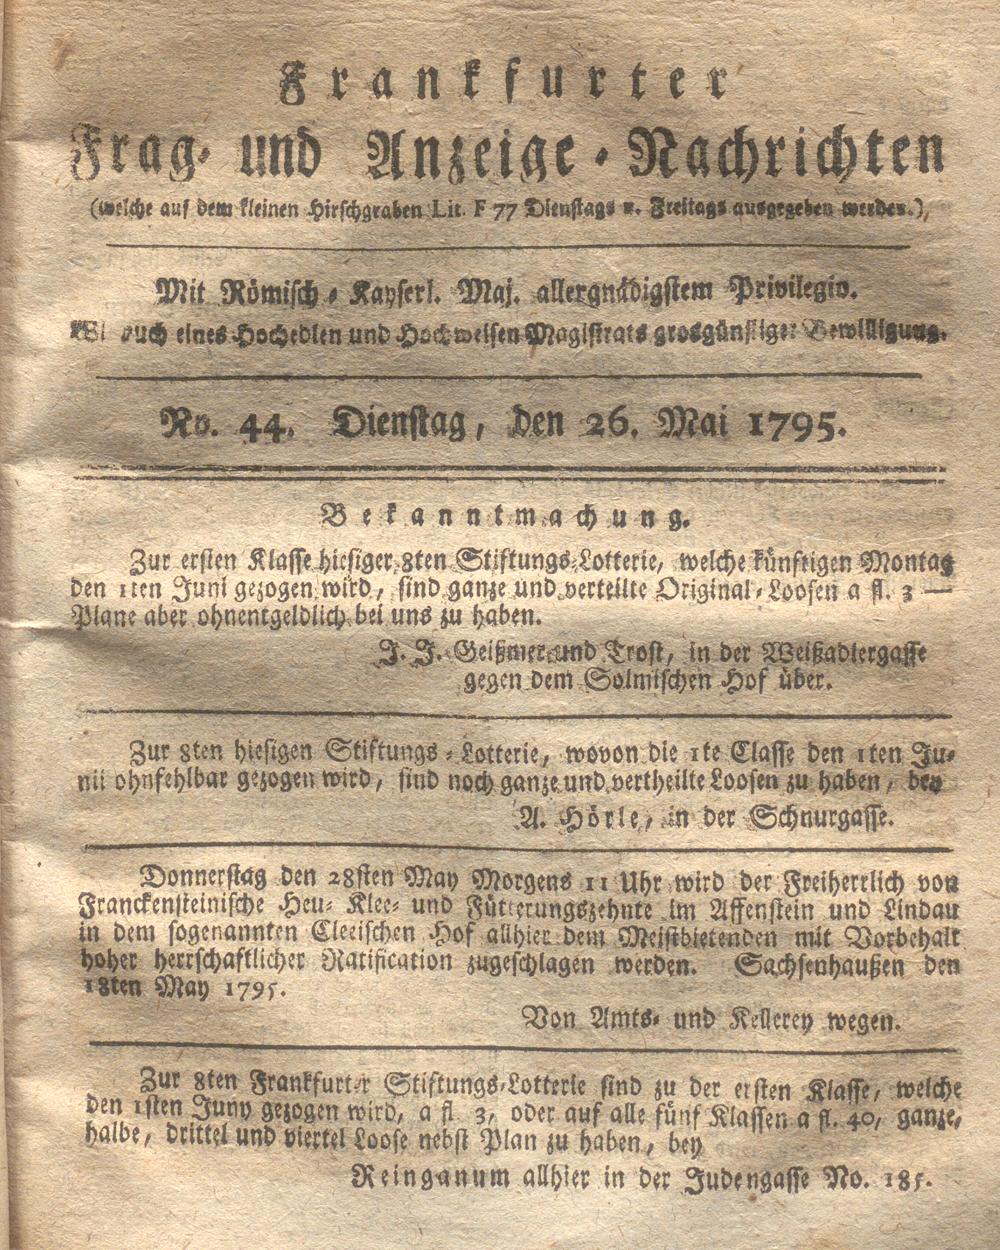 Frankfurter
Frag- und Anzeige-Nachrichten
(welche auf dem kleinen Hirschgraben Lit. F 77 Dienstags u. Freitags ausgegeben werden.)
Mit Römisch-Kayserl. Maj. allergnädigstem Privilegio.
auch eines Hochedlen und Hochweisen Magistrats grosgünstiger Bewilligung.
No. 44. Dienstag, den 26. Mai 1795.
Bekanntmachung.
Zur ersten Klasse hiesiger 8ten Stiftungs-Lotterie, welche künftigen Montag
den 1ten Juni gezogen wird, sind ganze und verteilte Original-Loosen a fl. 3 —
Plane aber ohnentgeldlich bei uns zu haben.
J. J. Geißmer und Trost, in der Weißadlergasse
gegen dem Solmischen Hof über.
Zur 8ten hiesigen Stiftungs-Lotterie, wovon die 1te Classe den 1ten Ju-
nii ohnfehlbar gezogen wird, sind noch ganze und vertheilte Loosen zu haben, bey
A. Hörle, in der Schnurgasse.
Donnerstag den 28sten May Morgens 11 Uhr wird der Freiherrlich von
Franckensteinische Heu- Klee- und Fütterungszehnte im Affenstein und Lindau
in dem sogenannten Cleeischen Hof allhier dem Meistbietenden mit Vorbehalt
hoher herrschaftlicher Ratification zugeschlagen werden. Sachsenhaußen den
18ten May 1795.
Von Amts- und Kellerey wegen.
Zur 8ten Frankfurter Stiftungs-Lotterie sind zu der ersten Klasse, welche
den 1sten Juny gezogen wird, a fl 3, oder auf alle fünf Klassen a fl. 40, ganze,
halbe, drittel und viertel Loose nebst Plan zu haben, bey
Reinganum allhier in der Judengasse No. 185.